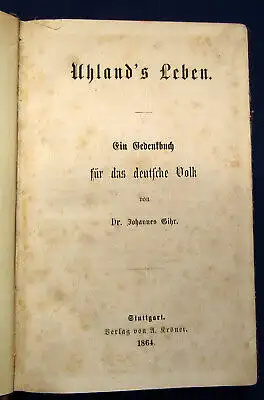 Uhland's Leben.
Ein Gedenkbuch
für das deutsche Volk
von
Dr. Johannes Gihr.
Stuttgart.
Verlag von A. Kröner.
1864.